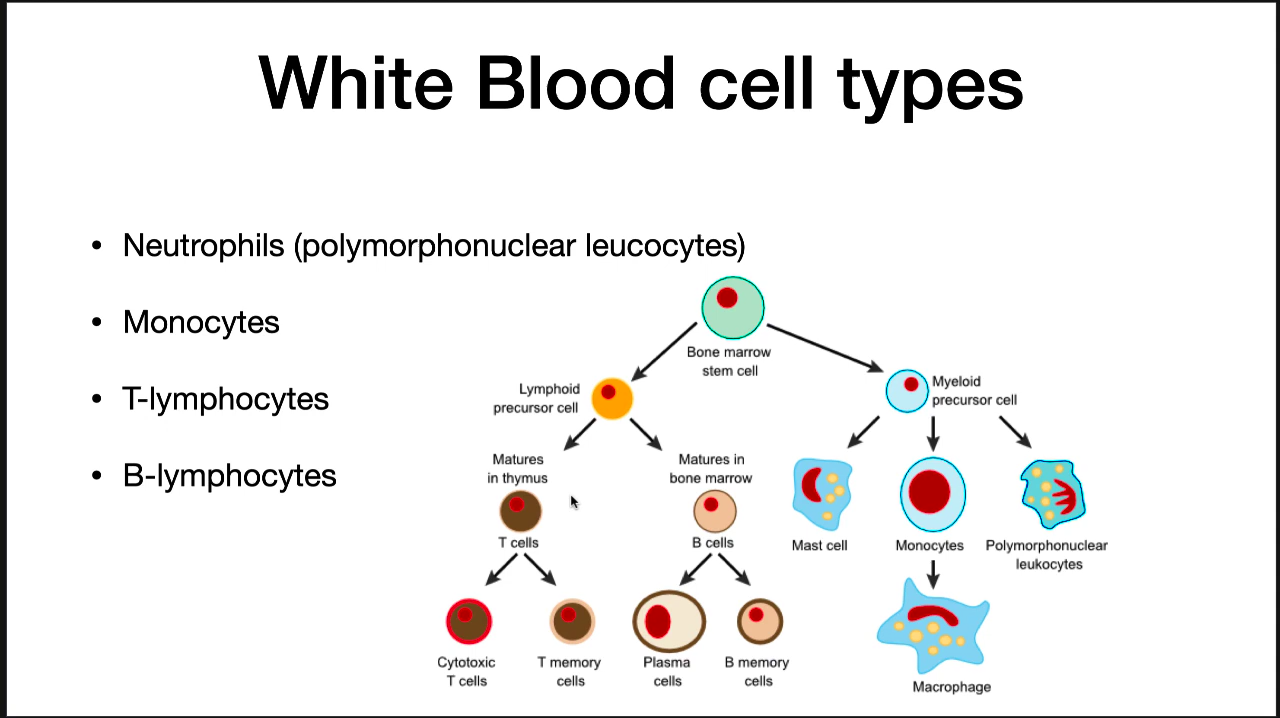 White Blood cell types
• Neutrophils (polymorphonuclear leucocytes)
• Monocytes
• T-lymphocytes
• B-lymphocytes
Bone marrow
stem cell
Lymphoid
precursor cell
Myeloid
precursor cell
Matures
in thymus
Matures in
bone marrow
T cells
B cells
Mast cell
Monocytes
Polymorphonuclear
leukocytes
Cytotoxic
T cells
T memory
cells
Plasma
cells
B memory
cells
Macrophage